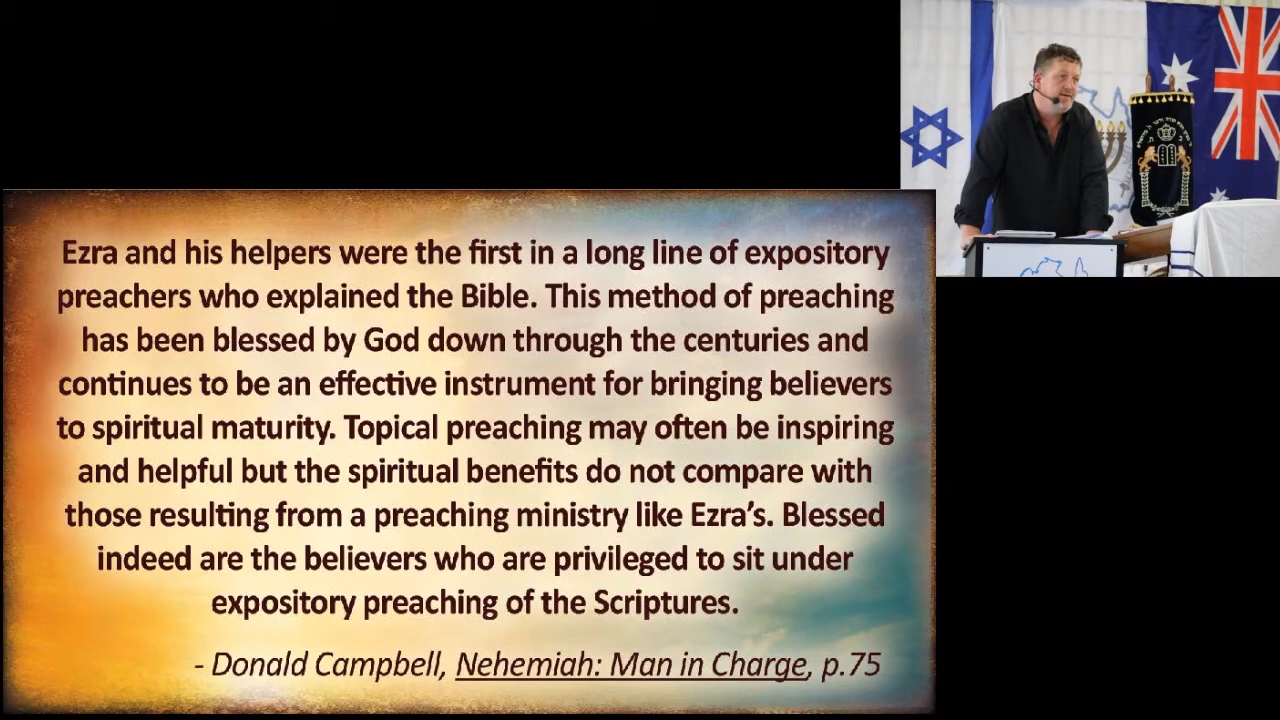 Ezra and his helpers were the first in a long line of expository
preachers who explained the Bible. This method of preaching
has been blessed by God down through the centuries and
continues to be an effective instrument for bringing believers
to spiritual maturity. Topical preaching may often be inspiring
and helpful but the spiritual benefits do not compare with
those resulting from a preaching ministry like Ezra’s. Blessed
indeed are the believers who are privileged to sit under
expository preaching of the Scriptures.
- Donald Campbell, Nehemiah: Man in Charge, p.75